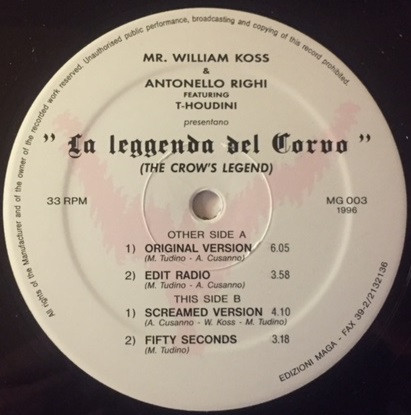 All rights of the Manufacturer and of the owner of the recorded work reserved. Unauthorised public performance, broadcasting and copying of this record prohibited.
MR. WILLIAM KOSS
&
ANTONELLO RIGHI
FEATURING
T-HOUDINI
presentano
" La leggenda del Corvo "
(THE CROW'S LEGEND)
33 RPM
MG 003
1996
OTHER SIDE A
1) ORIGINAL VERSION 6.05
(M. Tudino - A. Cusanno)
2) EDIT RADIO 3.58
(M. Tudino - A. Cusanno)
THIS SIDE B
1) SCREAMED VERSION 4.10
(A. Cusanno - W. Koss - M. Tudino)
2) FIFTY SECONDS 3.18
(M. Tudino)
EDIZIONI MAGA - FAX 39-2/2132136